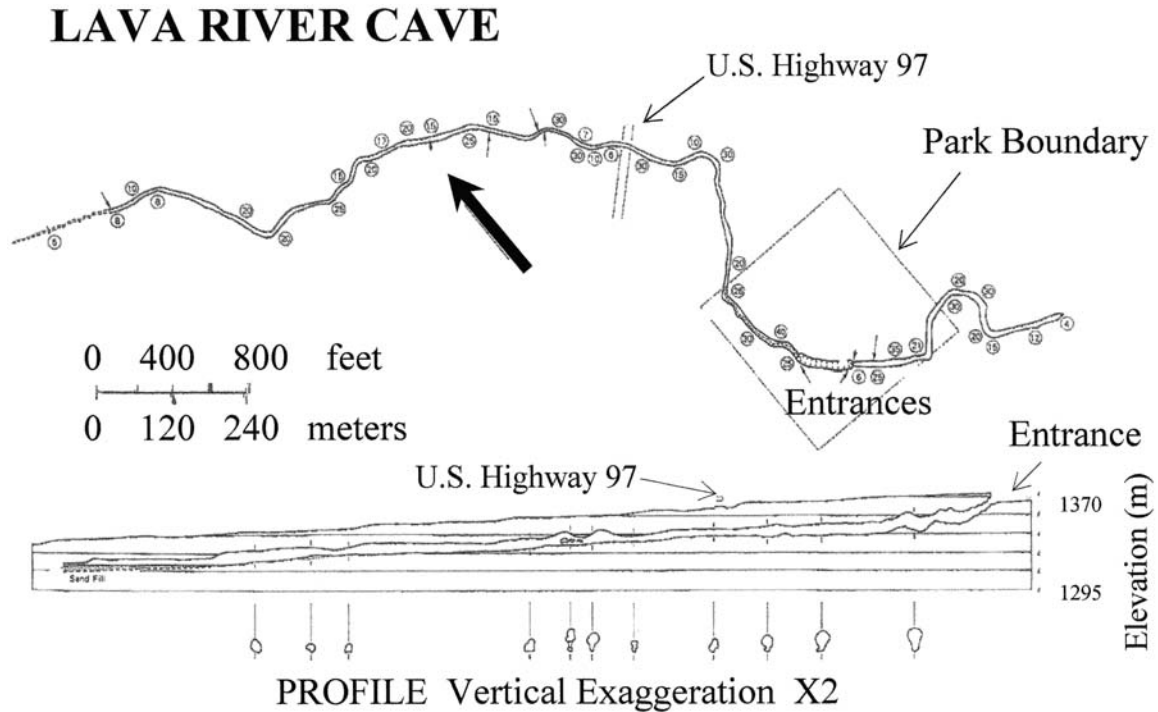 LAVA RIVER CAVE
U.S. Highway 97
Park Boundary
Entrances
0 400 800 feet
0 120 240 meters
Entrance
U.S. Highway 97
1370
1295
Elevation (m)
Sand Fill
PROFILE Vertical Exaggeration X2